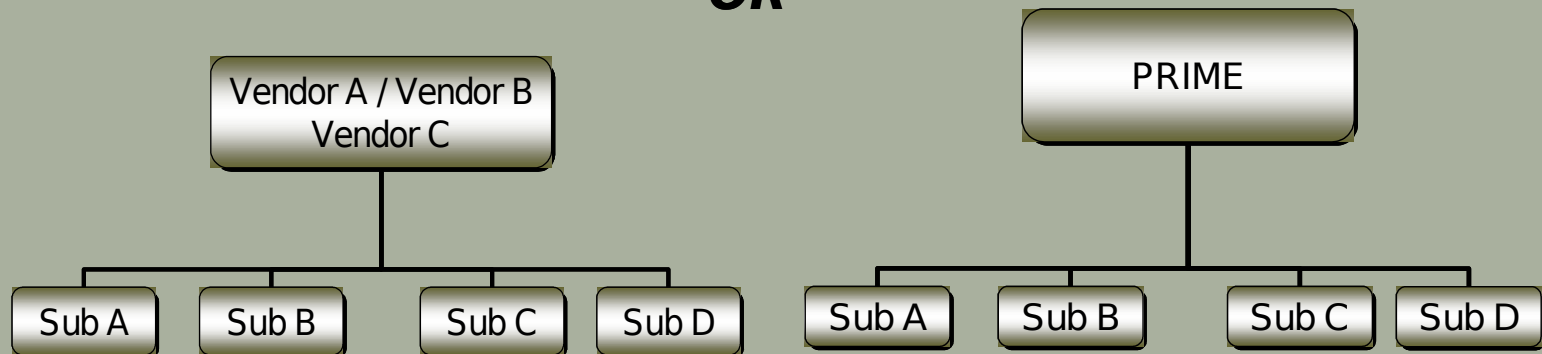 OR
Vendor A / Vendor B
Vendor C
PRIME
Sub A
Sub B
Sub C
Sub D
Sub A
Sub B
Sub C
Sub D